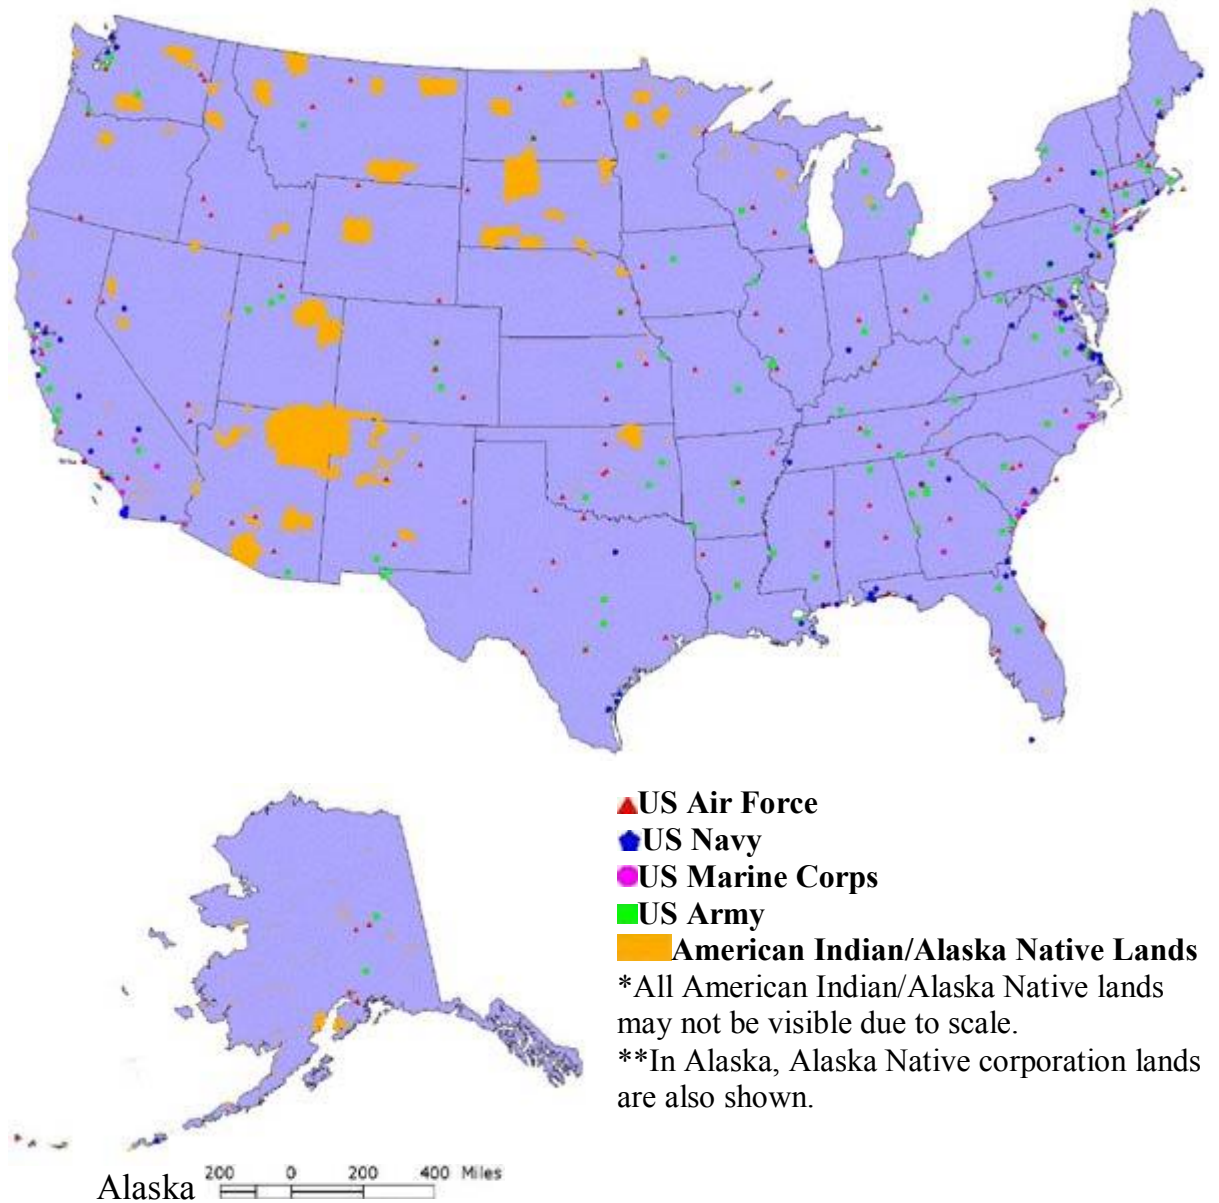 US Air Force
US Navy
US Marine Corps
US Army
American Indian/Alaska Native Lands
*All American Indian/Alaska Native lands
may not be visible due to scale.
**In Alaska, Alaska Native corporation lands
are also shown.
Alaska 200 0 200 400 Miles